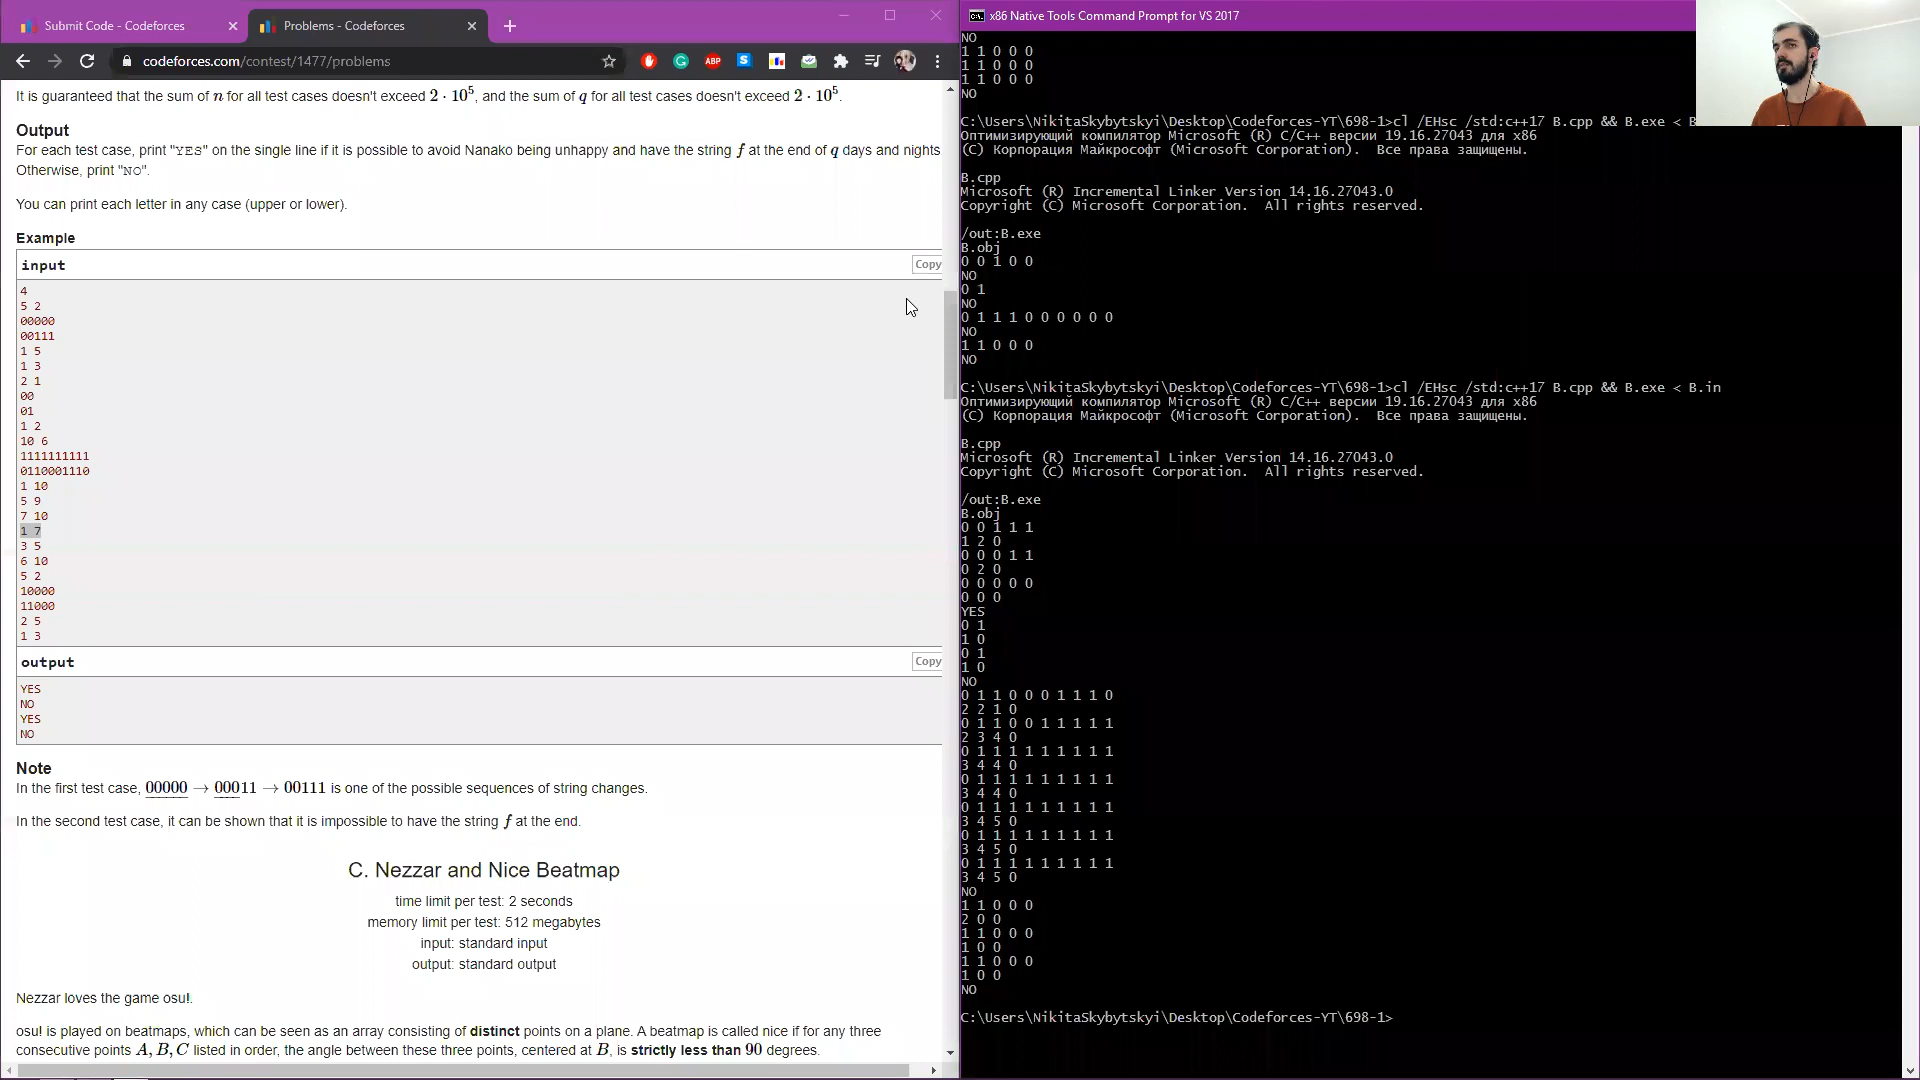 Submit Code - Codeforces
Problems - Codeforces
codeforces.com/contest/1477/problems
It is guaranteed that the sum of n for all test cases doesn't exceed 2 · 10⁵, and the sum of q for all test cases doesn't exceed 2 · 10⁵.
Output
For each test case, print "YES" on the single line if it is possible to avoid Nanako being unhappy and have the string f at the end of q days and nights
Otherwise, print "NO".
You can print each letter in any case (upper or lower).
Example
input
Copy
4
5 2
00000
00111
1 5
1 3
2 1
00
01
1 2
10 6
1111111111
0110001110
1 10
5 9
7 10
1 7
3 5
6 10
5 2
10000
11000
2 5
1 3
output
Copy
YES
NO
YES
NO
Note
In the first test case, 00000 → 00011 → 00111 is one of the possible sequences of string changes.
In the second test case, it can be shown that it is impossible to have the string f at the end.
C. Nezzar and Nice Beatmap
time limit per test: 2 seconds
memory limit per test: 512 megabytes
input: standard input
output: standard output
Nezzar loves the game osu!.
osu! is played on beatmaps, which can be seen as an array consisting of distinct points on a plane. A beatmap is called nice if for any three
consecutive points A, B, C listed in order, the angle between these three points, centered at B, is strictly less than 90 degrees.
x86 Native Tools Command Prompt for VS 2017
NO
1 1 0 0 0
1 1 0 0 0
1 1 0 0 0
NO
C:\Users\NikitaSkybytskyi\Desktop\Codeforces-YT\698-1>cl /EHsc /std:c++17 B.cpp && B.exe < B
Оптимизирующий компилятор Microsoft (R) C/C++ версии 19.16.27043 для x86
(C) Корпорация Майкрософт (Microsoft Corporation). Все права защищены.
B.cpp
Microsoft (R) Incremental Linker Version 14.16.27043.0
Copyright (C) Microsoft Corporation. All rights reserved.
/out:B.exe
B.obj
0 0 1 0 0
NO
0 1
NO
0 1 1 1 0 0 0 0 0 0
NO
1 1 0 0 0
NO
C:\Users\NikitaSkybytskyi\Desktop\Codeforces-YT\698-1>cl /EHsc /std:c++17 B.cpp && B.exe < B.in
Оптимизирующий компилятор Microsoft (R) C/C++ версии 19.16.27043 для x86
(C) Корпорация Майкрософт (Microsoft Corporation). Все права защищены.
B.cpp
Microsoft (R) Incremental Linker Version 14.16.27043.0
Copyright (C) Microsoft Corporation. All rights reserved.
/out:B.exe
B.obj
0 0 1 1 1
1 2 0
0 0 0 1 1
0 2 0
0 0 0 0 0
0 0 0
YES
0 1
1 0
0 1
1 0
NO
0 1 1 0 0 0 1 1 1 0
2 2 1 0
0 1 1 0 0 1 1 1 1 1
2 3 4 0
0 1 1 1 1 1 1 1 1 1
3 4 4 0
0 1 1 1 1 1 1 1 1 1
3 4 4 0
0 1 1 1 1 1 1 1 1 1
3 4 5 0
0 1 1 1 1 1 1 1 1 1
3 4 5 0
0 1 1 1 1 1 1 1 1 1
3 4 5 0
NO
1 1 0 0 0
2 0 0
1 1 0 0 0
1 0 0
1 1 0 0 0
1 0 0
NO
C:\Users\NikitaSkybytskyi\Desktop\Codeforces-YT\698-1>